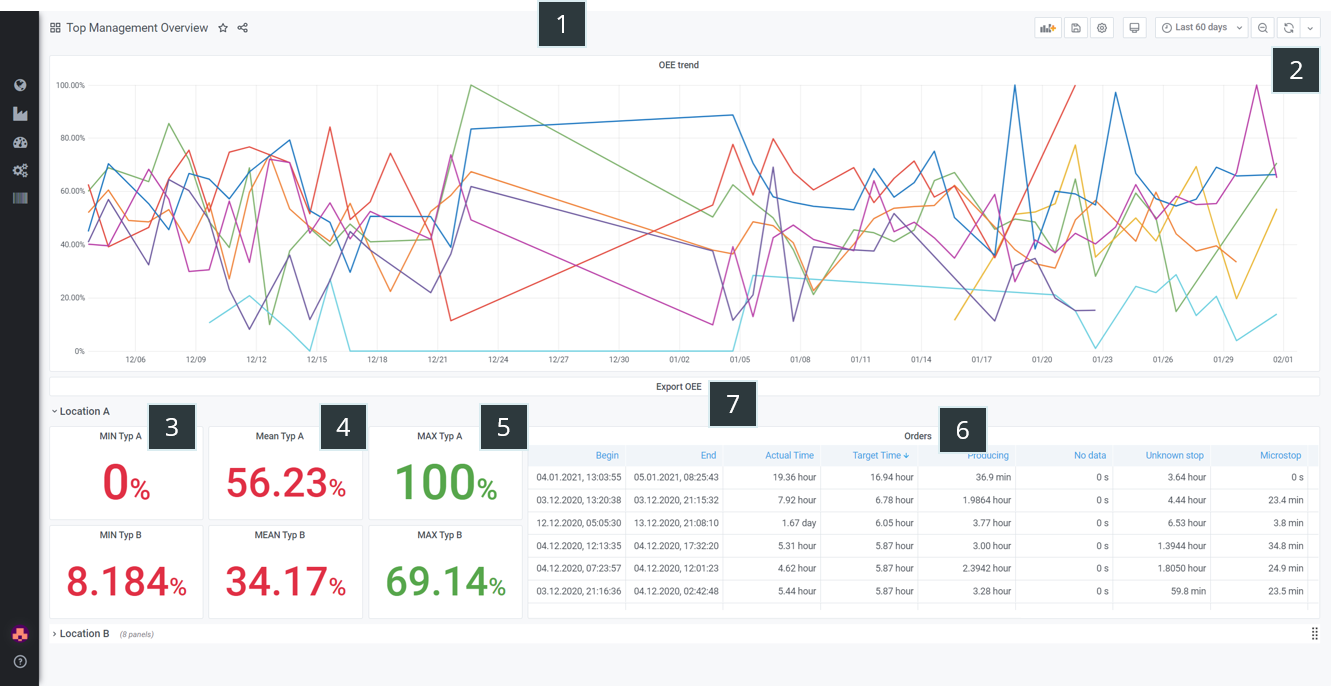 Top Management Overview
1
Last 60 days
2
OEE trend
100.00%
80.00%
60.00%
40.00%
20.00%
0%
12/06 12/09 12/12 12/15 12/18 12/21 12/24 12/27 12/30 01/02 01/05 01/08 01/11 01/14 01/17 01/20 01/23 01/26 01/29 02/01
Export OEE
7
Location A
MIN Typ A
3
0%
Mean Typ A
4
56.23%
MAX Typ A
5
100%
MIN Typ B
8.184%
MEAN Typ B
34.17%
MAX Typ B
69.14%
Orders
6
Begin End Actual Time Target Time Producing No data Unknown stop Microstop
04.01.2021, 13:03:55 05.01.2021, 08:25:43 19.36 hour 16.94 hour 36.9 min 0 s 3.64 hour 0 s
03.12.2020, 13:20:38 03.12.2020, 21:15:32 7.92 hour 6.78 hour 1.9864 hour 0 s 4.44 hour 23.4 min
12.12.2020, 05:05:30 13.12.2020, 21:08:10 1.67 day 6.05 hour 3.77 hour 0 s 6.53 hour 3.8 min
04.12.2020, 12:13:35 04.12.2020, 17:32:20 5.31 hour 5.87 hour 3.00 hour 0 s 1.3944 hour 34.8 min
04.12.2020, 07:23:57 04.12.2020, 12:01:23 4.62 hour 5.87 hour 2.3942 hour 0 s 1.8050 hour 24.9 min
03.12.2020, 21:16:36 04.12.2020, 02:42:48 5.44 hour 5.87 hour 3.28 hour 0 s 59.8 min 23.5 min
Location B (8 panels)